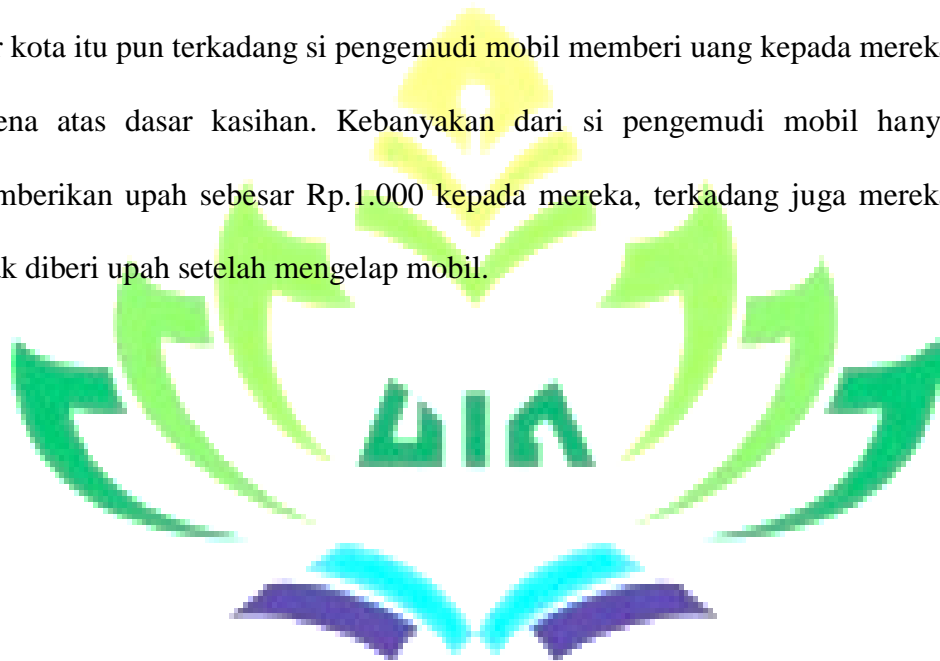 r kota itu pun terkadang si pengemudi mobil memberi uang kepada merek
ena atas dasar kasihan. Kebanyakan dari si pengemudi mobil hany
mberikan upah sebesar Rp.1.000 kepada mereka, terkadang juga merek
ak diberi upah setelah mengelap mobil.
UIN